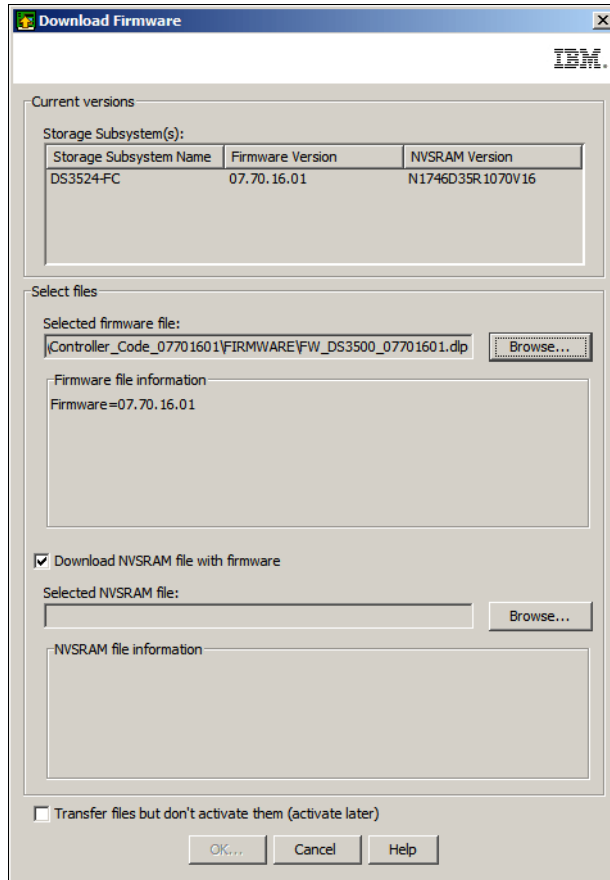 Download Firmware
IBM.
Current versions
Storage Subsystem(s):
Storage Subsystem Name Firmware Version NVSRAM Version
DS3524-FC 07.70.16.01 N1746D35R1070V16
Select files
Selected firmware file:
\Controller_Code_07701601\FIRMWARE\FW_DS3500_07701601.dlp Browse...
Firmware file information
Firmware=07.70.16.01
Download NVSRAM file with firmware
Selected NVSRAM file:
Browse...
NVSRAM file information
Transfer files but don't activate them (activate later)
OK... Cancel Help